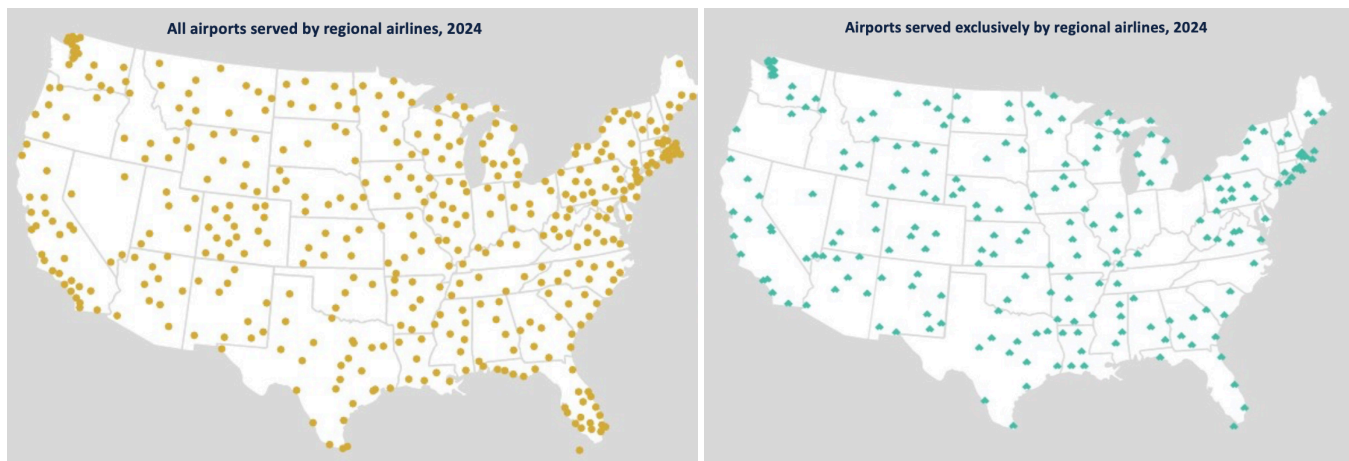 All airports served by regional airlines, 2024
Airports served exclusively by regional airlines, 2024